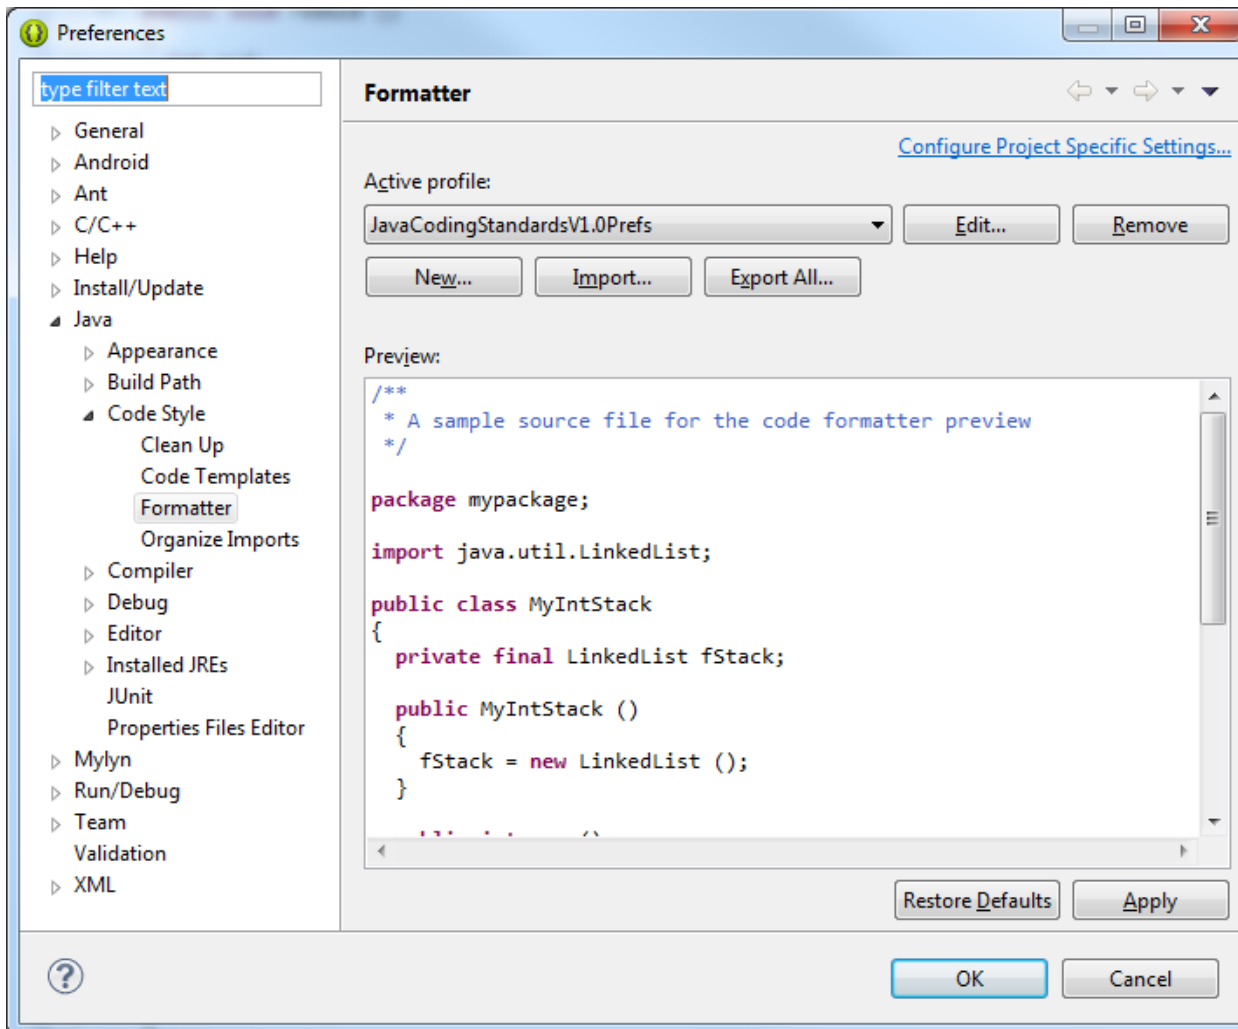 Preferences
type filter text
General
Android
Ant
C/C++
Help
Install/Update
Java
Appearance
Build Path
Code Style
Clean Up
Code Templates
Formatter
Organize Imports
Compiler
Debug
Editor
Installed JREs
JUnit
Properties Files Editor
Mylyn
Run/Debug
Team
Validation
XML
Formatter
Configure Project Specific Settings...
Active profile:
JavaCodingStandardsV1.0Prefs
Edit...
Remove
New...
Import...
Export All...
Preview:
/**
 * A sample source file for the code formatter preview
 */
package mypackage;
import java.util.LinkedList;
public class MyIntStack
{
  private final LinkedList fStack;
  public MyIntStack ()
  {
    fStack = new LinkedList ();
  }
Restore Defaults
Apply
OK
Cancel